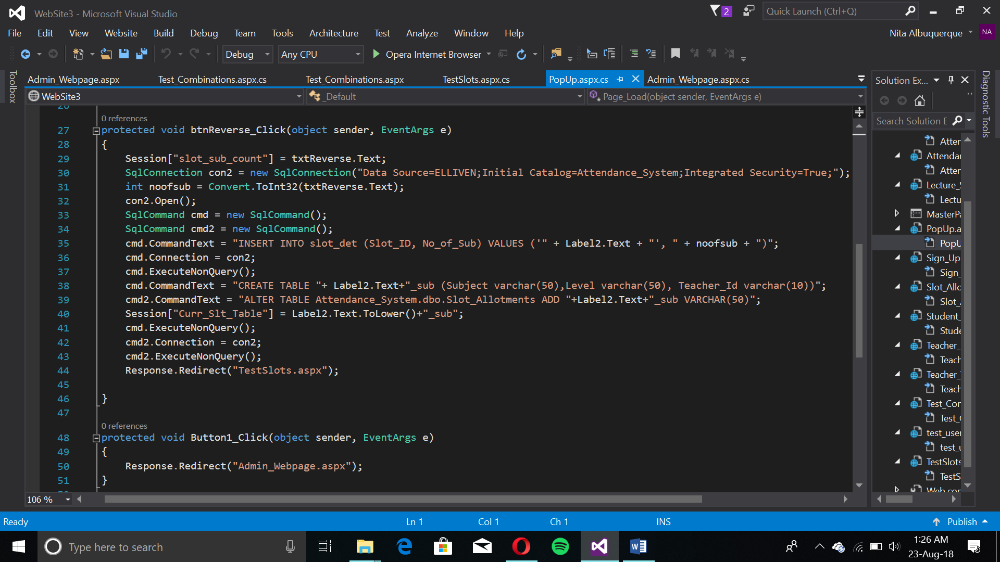 WebSite3 - Microsoft Visual Studio
2
Quick Launch (Ctrl+Q)
File Edit View Website Build Debug Team Tools Architecture Test Analyze Window Help
Nita Albuquerque NA
Debug Any CPU Opera Internet Browser
Toolbox
Admin_Webpage.aspx Test_Combinations.aspx.cs Test_Combinations.aspx TestSlots.aspx.cs PopUp.aspx.cs Admin_Webpage.aspx.cs
WebSite3 _Default Page_Load(object sender, EventArgs e)
26
0 references
27 protected void btnReverse_Click(object sender, EventArgs e)
28 {
29 Session["slot_sub_count"] = txtReverse.Text;
30 SqlConnection con2 = new SqlConnection("Data Source=ELLIVEN;Initial Catalog=Attendance_System;Integrated Security=True;");
31 int noofsub = Convert.ToInt32(txtReverse.Text);
32 con2.Open();
33 SqlCommand cmd = new SqlCommand();
34 SqlCommand cmd2 = new SqlCommand();
35 cmd.CommandText = "INSERT INTO slot_det (Slot_ID, No_of_Sub) VALUES ('" + Label2.Text + "', " + noofsub + ")";
36 cmd.Connection = con2;
37 cmd.ExecuteNonQuery();
38 cmd.CommandText = "CREATE TABLE "+ Label2.Text+"_sub (Subject varchar(50),Level varchar(50), Teacher_Id varchar(10))";
39 cmd2.CommandText = "ALTER TABLE Attendance_System.dbo.Slot_Allotments ADD "+Label2.Text+"_sub VARCHAR(50)";
40 Session["Curr_Slt_Table"] = Label2.Text.ToLower()+"_sub";
41 cmd.ExecuteNonQuery();
42 cmd2.Connection = con2;
43 cmd2.ExecuteNonQuery();
44 Response.Redirect("TestSlots.aspx");
45
46 }
47
0 references
48 protected void Button1_Click(object sender, EventArgs e)
49 {
50 Response.Redirect("Admin_Webpage.aspx");
51 }
106 %
Solution Ex...
Search Solution E
Atter
Attendar
Atter
Lecture_S
Lectu
MasterPa
PopUp.a
PopU
Sign_Up
Sign_
Slot_Allo
Slot_
Student_
Stude
Teacher_
Teach
Teacher_
Teach
Test_Cor
Test_
test_user
test_u
TestSlots
TestS
Web.cor
Diagnostic Tools
Ready Ln 1 Col 1 Ch 1 INS Publish
Type here to search
1:26 AM
23-Aug-18